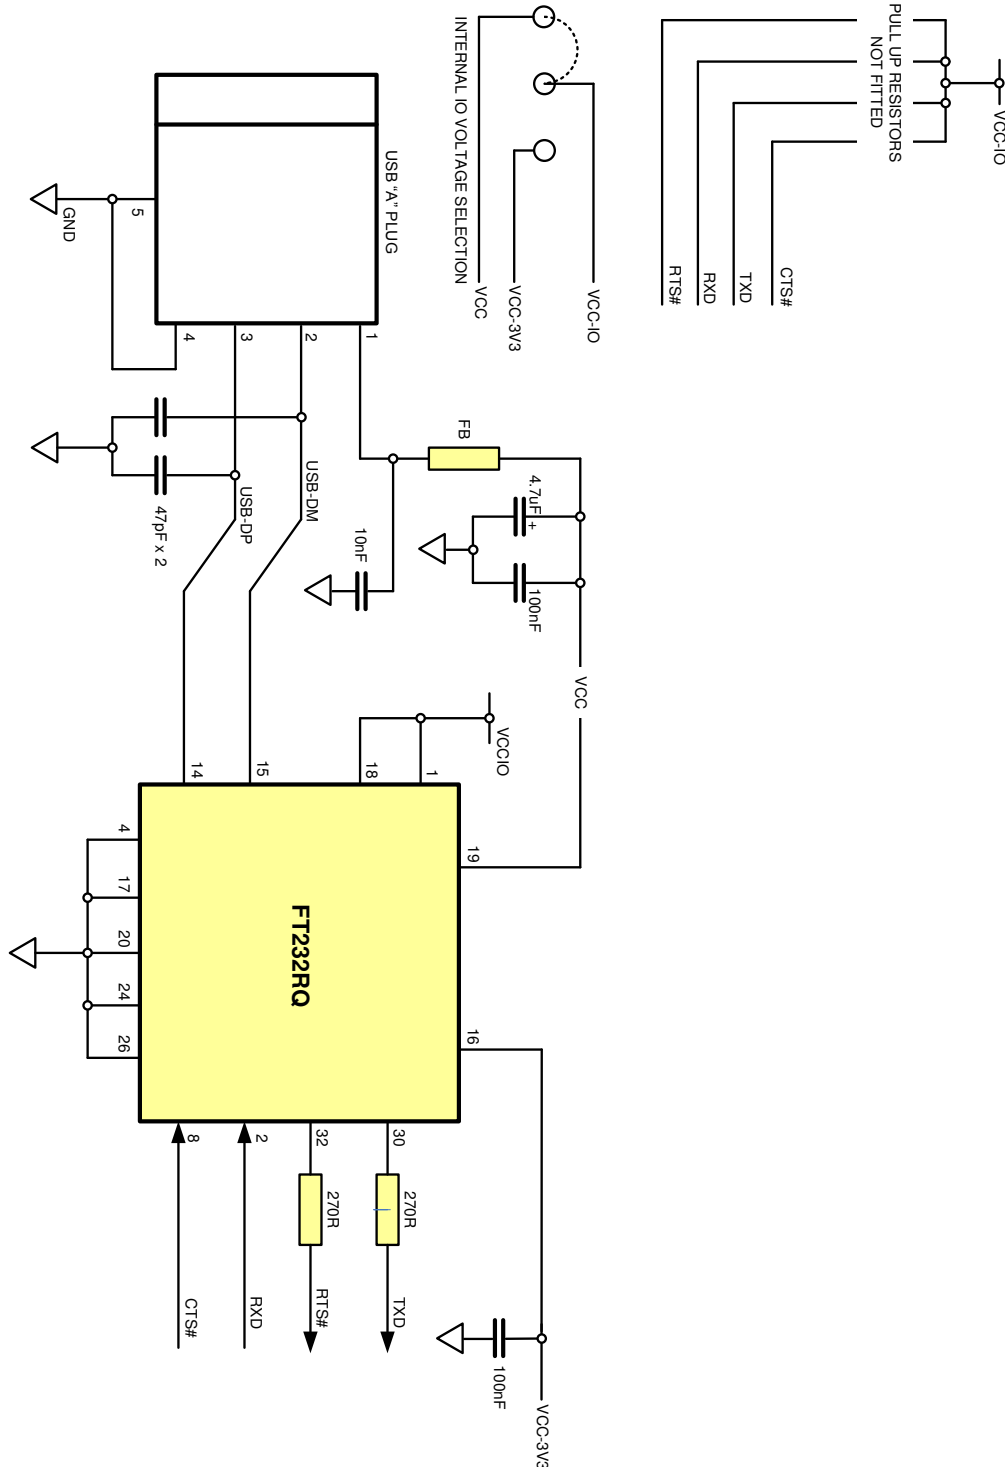 VCC-IO
PULL UP RESISTORS
NOT FITTED
CTS#
TXD
RXD
RTS#
INTERNAL IO VOLTAGE SELECTION
VCC-IO
VCC-3V3
VCC
USB "A" PLUG
5
GND
1
2
3
4
FB
4.7uF +
100nF
10nF
USB-DM
USB-DP
47pF x 2
VCC
VCCIO
1
18
15
14
19
16
FT232RQ
4
17
20
24
26
30
32
2
8
270R
270R
TXD
RTS#
RXD
CTS#
100nF
VCC-3V3